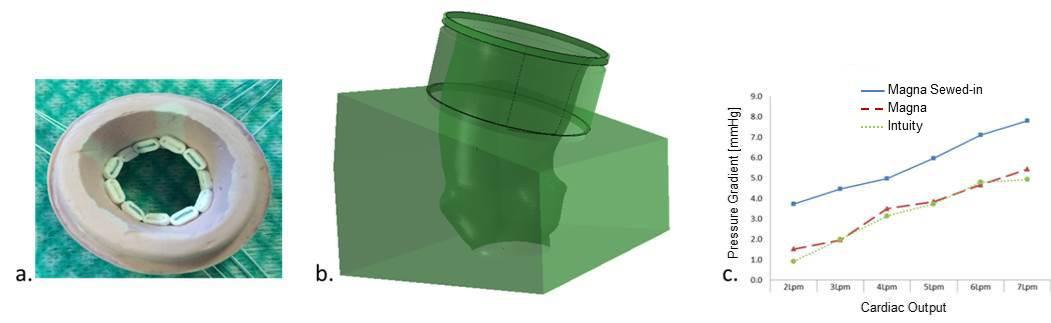 a.
b.
c.
Magna Sewed-in
Magna
Intuity
Pressure Gradient [mmHg]
9.0
8.0
7.0
6.0
5.0
4.0
3.0
2.0
1.0
0.0
2Lpm 3Lpm 4Lpm 5Lpm 6Lpm 7Lpm
Cardiac Output